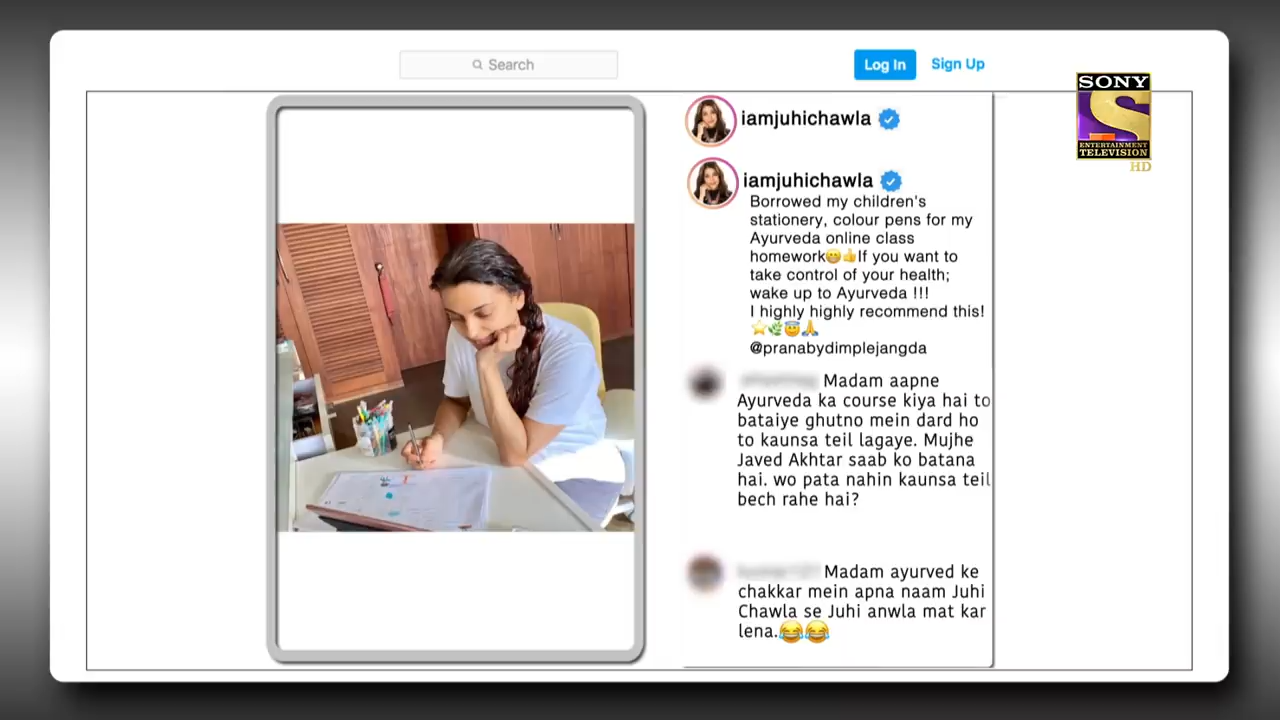 Search
Log In
Sign Up
SONY
S
ENTERTAINMENT
TELEVISION
HD
iamjuhichawla
iamjuhichawla
Borrowed my children's
stationery, colour pens for my
Ayurveda online class
homework😀👍If you want to
take control of your health;
wake up to Ayurveda !!!
I highly highly recommend this!
⭐🌿😇🙏
@pranabydimplejangda
Madam aapne
Ayurveda ka course kiya hai to
bataiye ghutno mein dard ho
to kaunsa teil lagaye. Mujhe
Javed Akhtar saab ko batana
hai. wo pata nahin kaunsa teil
bech rahe hai?
Madam ayurved ke
chakkar mein apna naam Juhi
Chawla se Juhi anwla mat kar
lena.😂😂